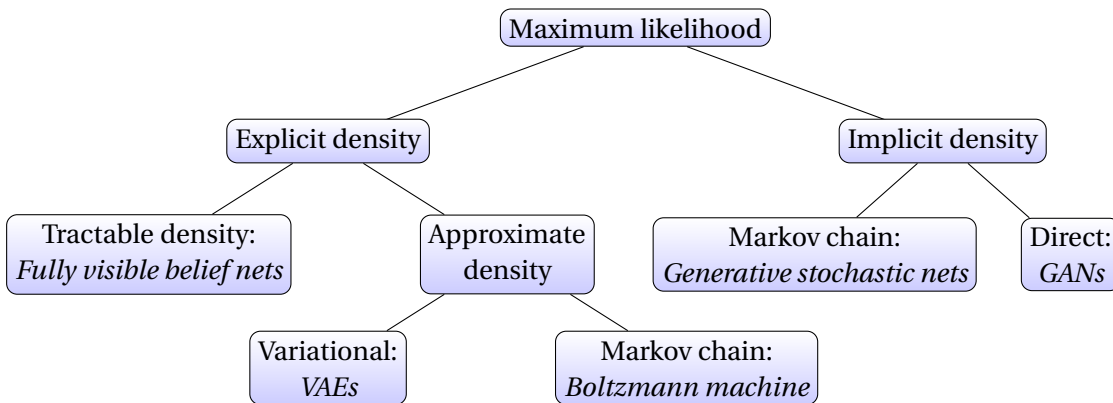 Maximum likelihood
Explicit density
Implicit density
Tractable density:
Fully visible belief nets
Approximate
density
Markov chain:
Generative stochastic nets
Direct:
GANs
Variational:
VAEs
Markov chain:
Boltzmann machine